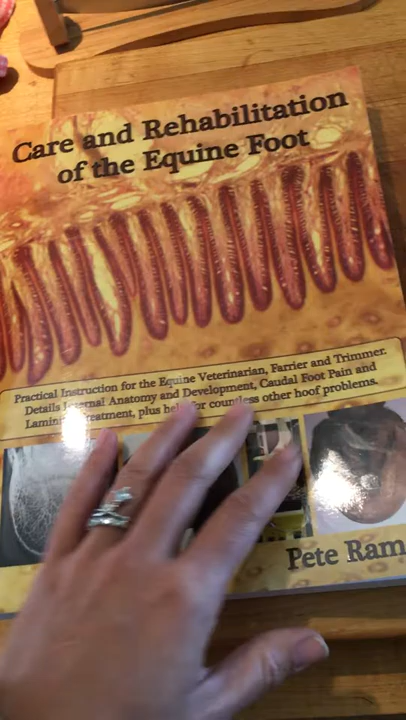 Care and Rehabilitation
of the Equine Foot
Practical Instruction for the Equine Veterinarian, Farrier and Trimmer.
Details Internal Anatomy and Development, Caudal Foot Pain and
Treatment, plus help for countless other hoof problems.
Pete Ram